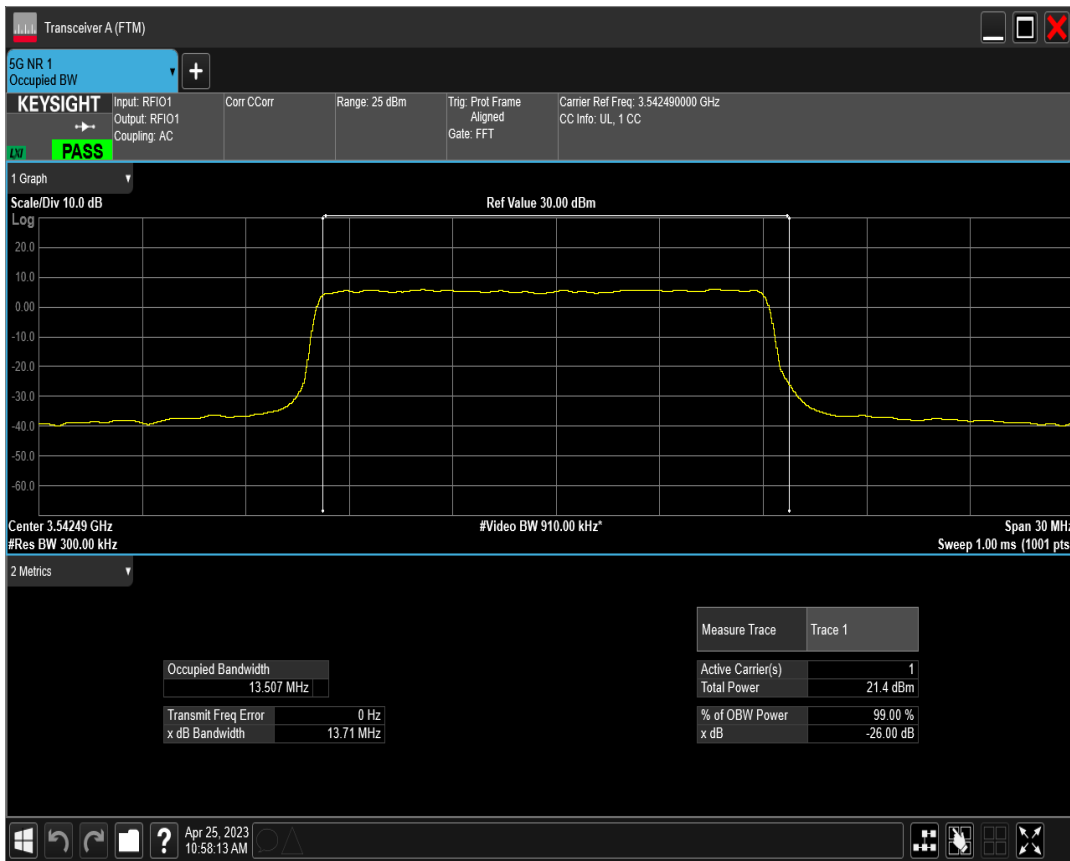 Transceiver A (FTM)
5G NR 1
Occupied BW
+
KEYSIGHT
LXI
PASS
Input: RFIO1
Output: RFIO1
Coupling: AC
Corr CCorr
Range: 25 dBm
Trig: Prot Frame
Aligned
Gate: FFT
Carrier Ref Freq: 3.542490000 GHz
CC Info: UL, 1 CC
1 Graph
Scale/Div 10.0 dB
Ref Value 30.00 dBm
Log
20.0
10.0
0.00
-10.0
-20.0
-30.0
-40.0
-50.0
-60.0
Center 3.54249 GHz
#Video BW 910.00 kHz*
Span 30 MHz
#Res BW 300.00 kHz
Sweep 1.00 ms (1001 pts
2 Metrics
Measure Trace Trace 1
Occupied Bandwidth
13.507 MHz
Active Carrier(s) 1
Total Power 21.4 dBm
Transmit Freq Error 0 Hz
x dB Bandwidth 13.71 MHz
% of OBW Power 99.00 %
x dB -26.00 dB
?
Apr 25, 2023
10:58:13 AM